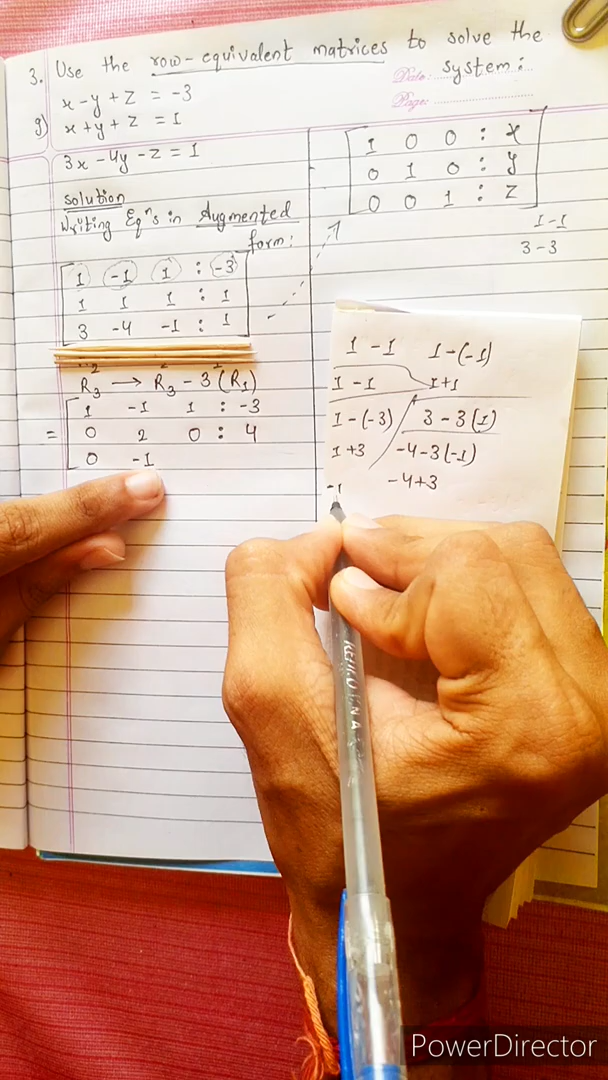 3. Use the row-equivalent matrices to solve the
system:
Date:
Page:
g) x-y+z = -3
x+y+z = 1
3x-4y-z = 1
solution
Writing Eqⁿs in Augmented
form:
1 -1 1 : -3
1 1 1 : 1
3 -4 -1 : 1
R₃ → R₃ - 3(R₁)
1 -1 1 : -3
= 0 2 0 : 4
0 -1
1 0 0 : x
0 1 0 : y
0 0 1 : z
1-1
3-3
1 -1 1-(-1)
1-1 1+1
1-(-3) 3-3(1)
1+3 -4-3(-1)
-4+3
-1
PowerDirector